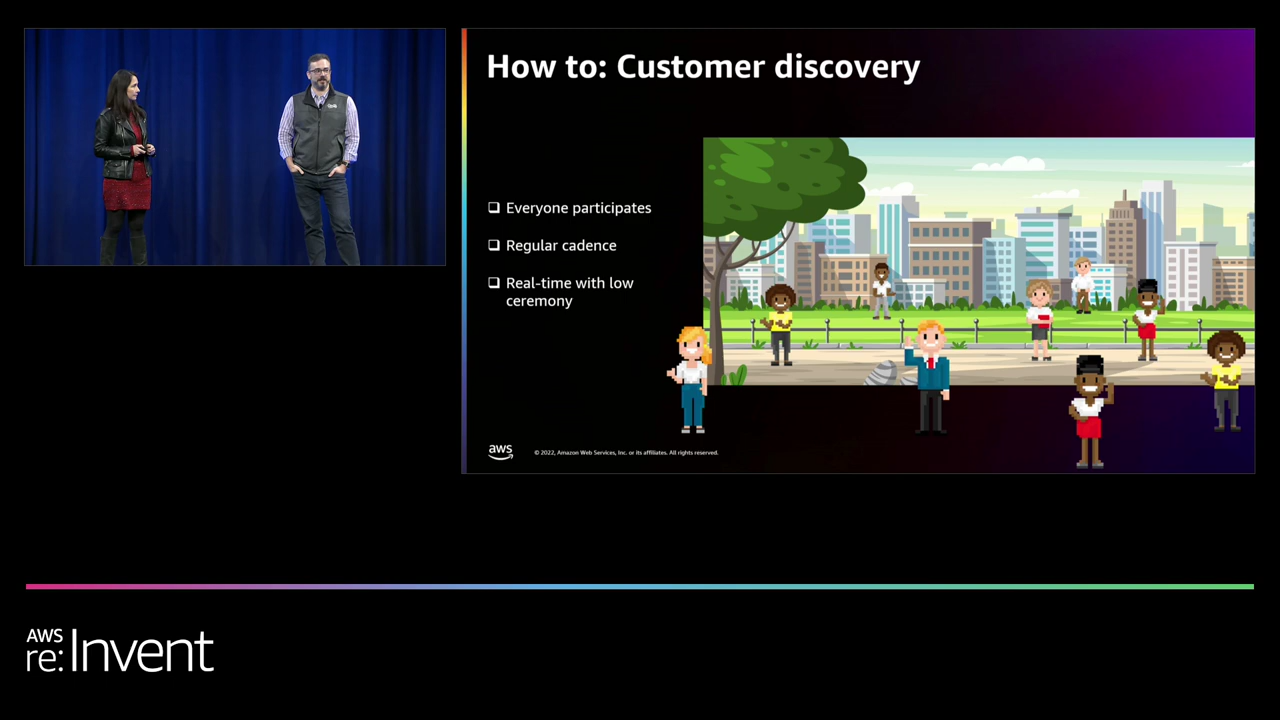 How to: Customer discovery
❑ Everyone participates
❑ Regular cadence
❑ Real-time with low
ceremony
aws
© 2022, Amazon Web Services, Inc. or its affiliates. All rights reserved.
AWS
re:Invent